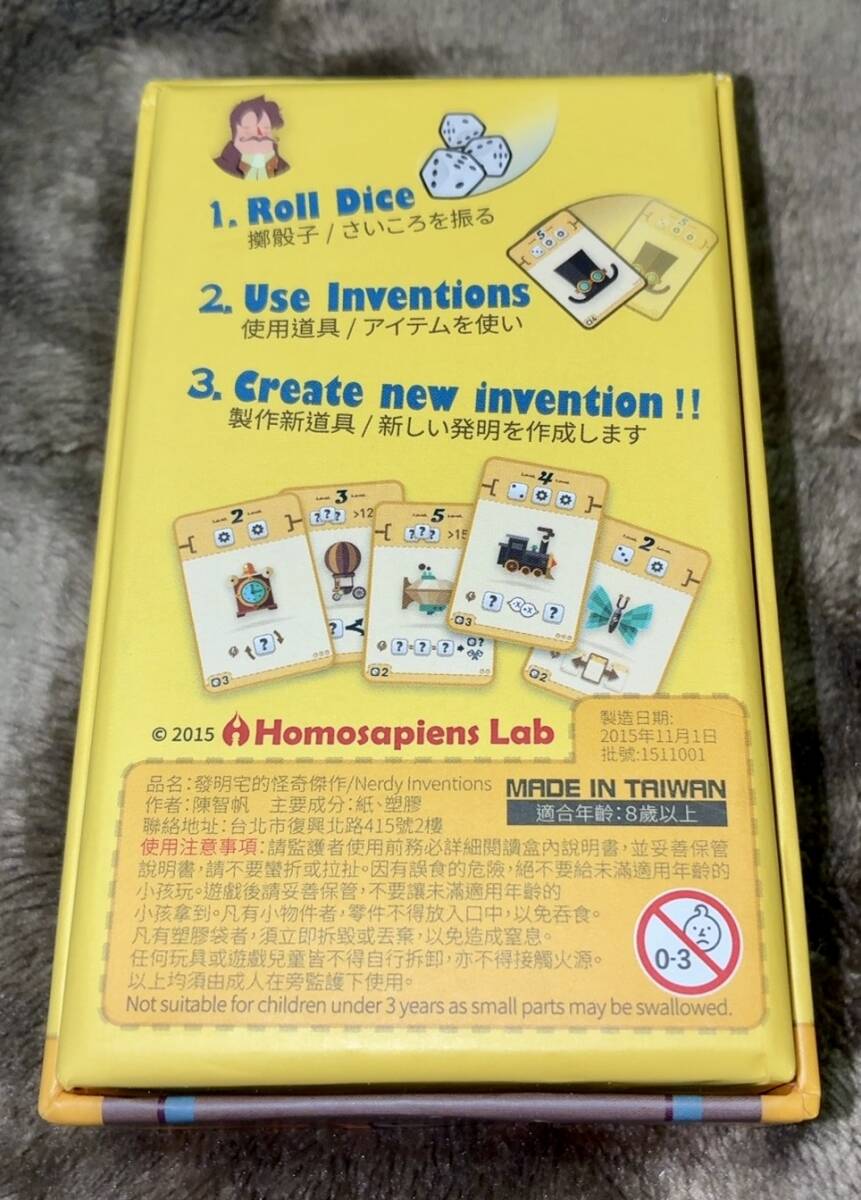 1. Roll Dice
擲骰子 / さいころを振る
2. Use Inventions
使用道具 / アイテムを使い
3. Create new invention !!
製作新道具 / 新しい発明を作成します
5
5
2
3
5
4
2
? ? ?
>12
? ? ?
>15
?
?
? = ? = ?
?
-X +X
?
3
2
3
2
© 2015 Homosapiens Lab
製造日期:
2015年11月1日
批號:1511001
品名:發明宅的怪奇傑作/Nerdy Inventions
作者:陳智帆 主要成分:紙、塑膠
聯絡地址:台北市復興北路415號2樓
MADE IN TAIWAN
適合年齡:8歲以上
使用注意事項:請監護者使用前務必詳細閱讀盒內說明書,並妥善保管
說明書,請不要蠻折或拉扯。因有誤食的危險,絕不要給未滿適用年齡的
小孩玩。遊戲後請妥善保管,不要讓未滿適用年齡的
小孩拿到。凡有小物件者,零件不得放入口中,以免吞食。
凡有塑膠袋者,須立即拆毀或丟棄,以免造成窒息。
任何玩具或遊戲兒童皆不得自行拆卸,亦不得接觸火源。
以上均須由成人在旁監護下使用。
0-3
Not suitable for children under 3 years as small parts may be swallowed.